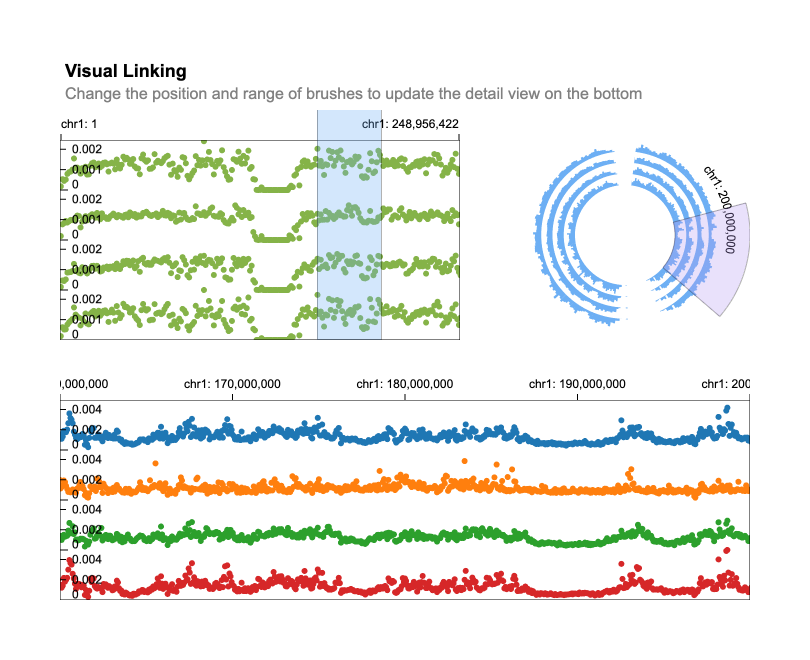 Visual Linking
Change the position and range of brushes to update the detail view on the bottom
chr1: 1
chr1: 248,956,422
0.002
0.001
0
0.002
0.001
0
0.002
0.001
0
0.002
0.001
0
chr1: 200,000,000
,000,000
chr1: 170,000,000
chr1: 180,000,000
chr1: 190,000,000
chr1: 200
0.004
0.002
0
0.004
0.002
0
0.004
0.002
0
0.004
0.002
0